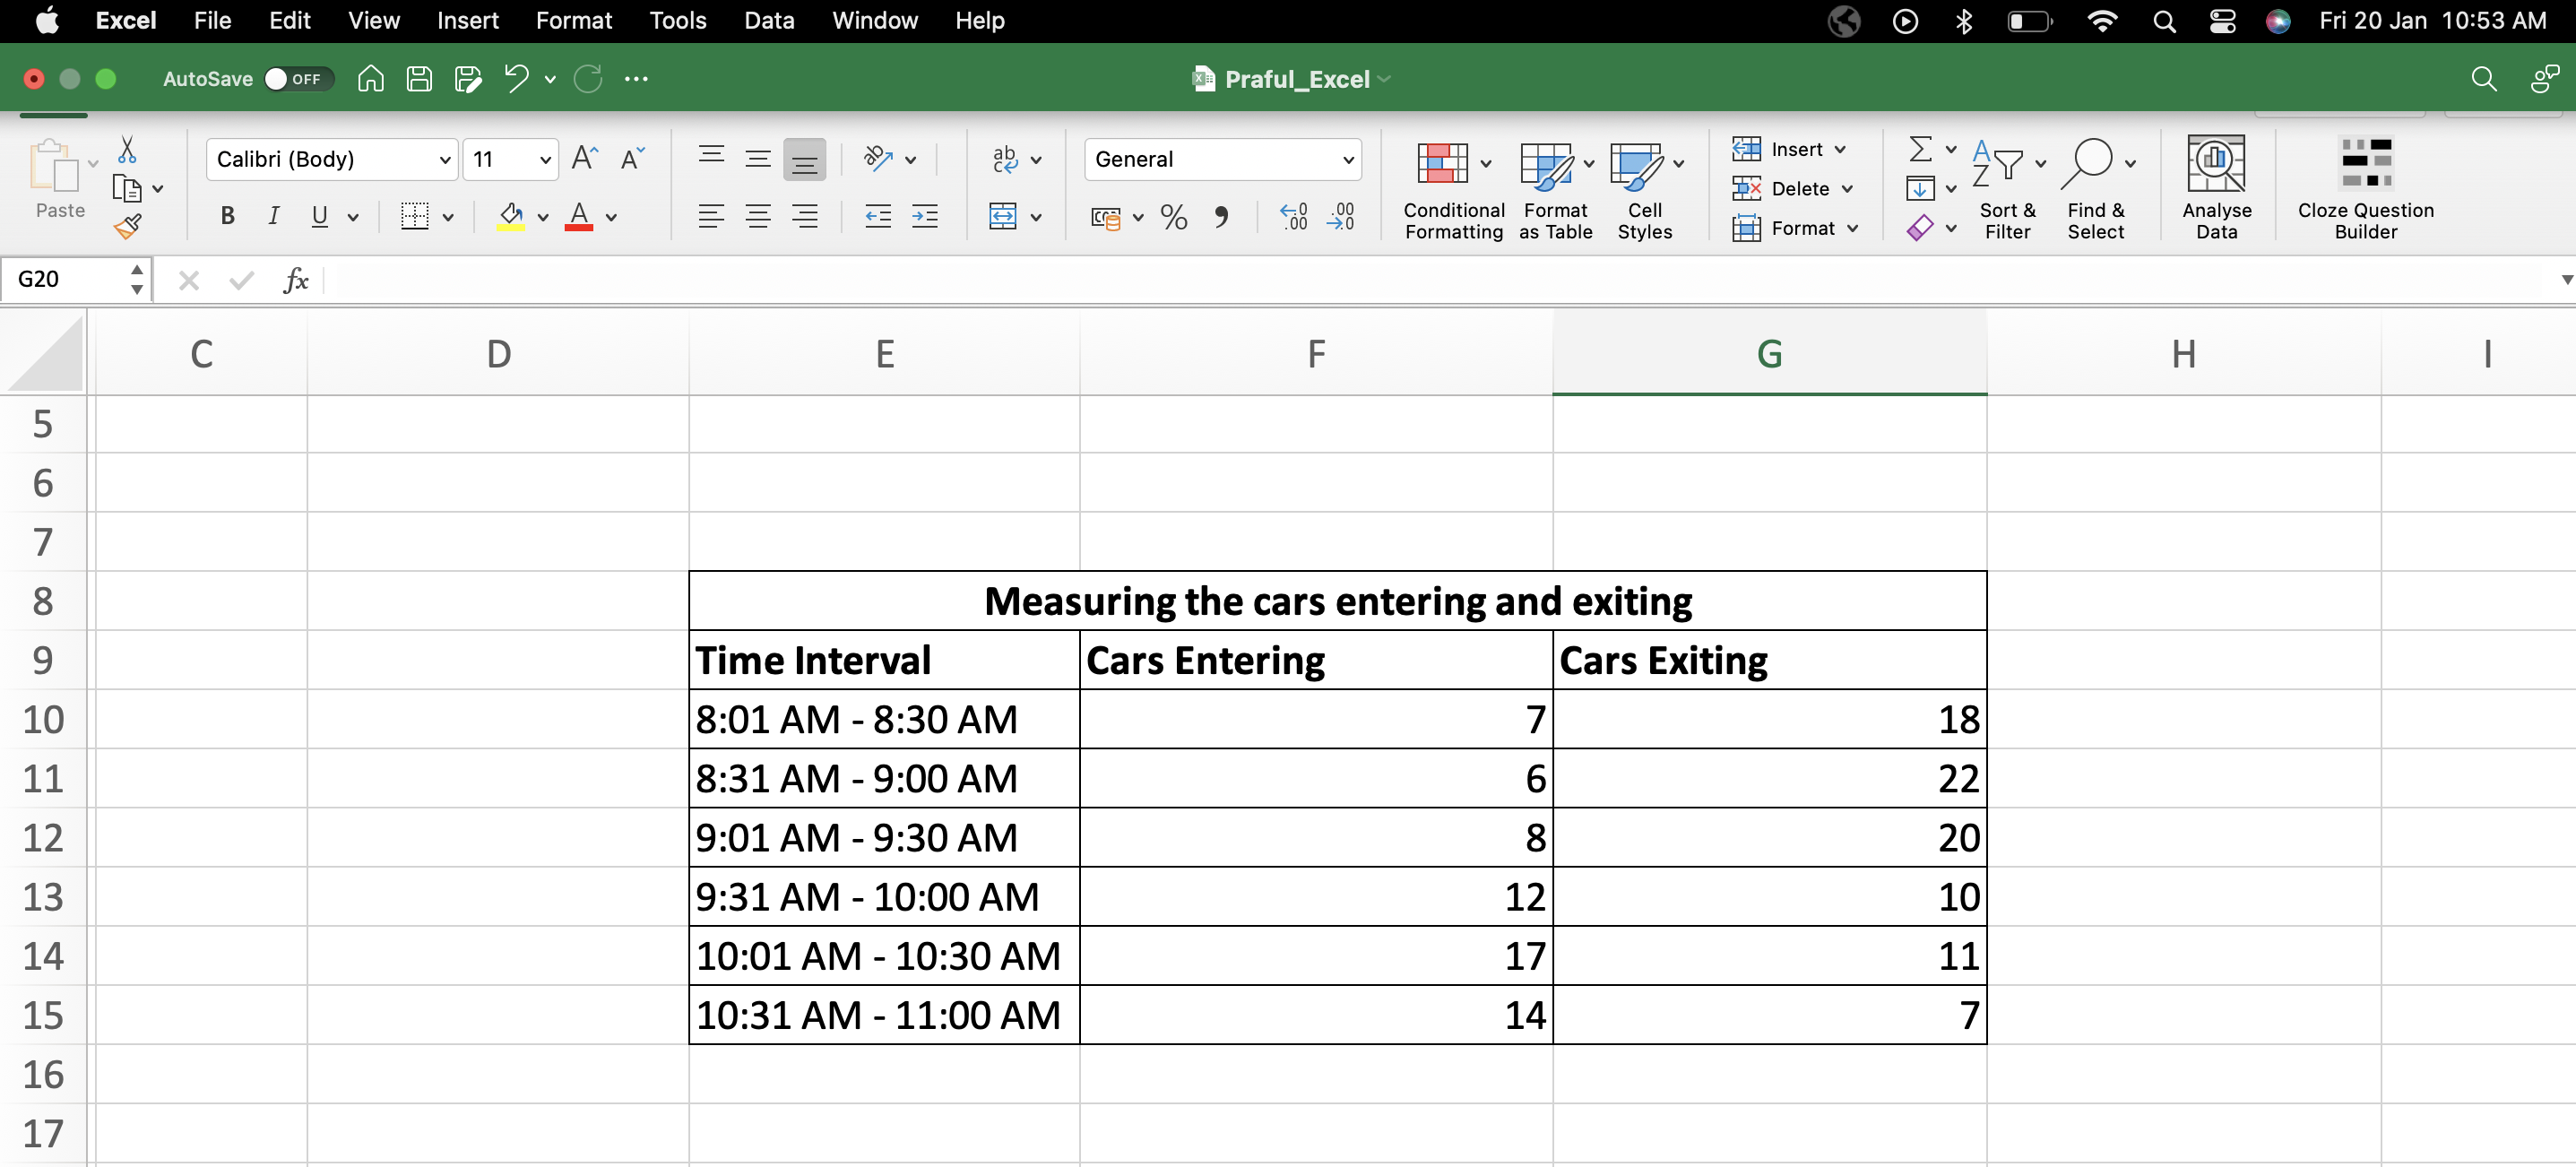 Excel File Edit View Insert Format Tools Data Window Help Fri 20 Jan 10:53 AM
AutoSave OFF Praful_Excel
Paste
Calibri (Body) 11
B I U
ab
General
%
Conditional Formatting
Format as Table
Cell Styles
Insert
Delete
Format
Sort & Filter
Find & Select
Analyse Data
Cloze Question Builder
G20 fx
C D E F G H I
5
6
7
8 Measuring the cars entering and exiting
9 Time Interval Cars Entering Cars Exiting
10 8:01 AM - 8:30 AM 7 18
11 8:31 AM - 9:00 AM 6 22
12 9:01 AM - 9:30 AM 8 20
13 9:31 AM - 10:00 AM 12 10
14 10:01 AM - 10:30 AM 17 11
15 10:31 AM - 11:00 AM 14 7
16
17